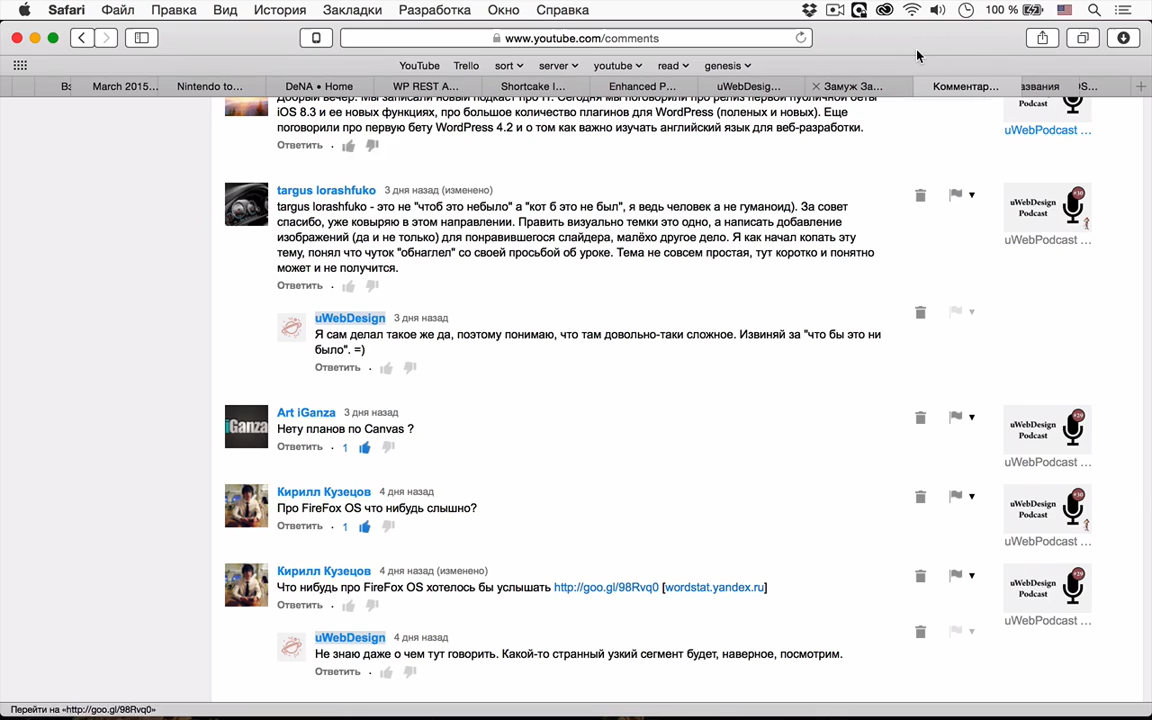 Safari Файл Правка Вид История Закладки Разработка Окно Справка 100 %
www.youtube.com/comments
YouTube Trello sort server youtube read genesis
March 2015... Nintendo to... DeNA • Home WP REST A... Shortcake I... Enhanced P... uWebDesig... Замуж За... Комментар... азвания
Добрый вечер. Мы записали новый подкаст про IT. Сегодня мы поговорили про релиз первой публичной беты
iOS 8.3 и ее новых функциях, про большое количество плагинов для WordPress (поленых и новых). Еще
поговорили про первую бету WordPress 4.2 и о том как важно изучать английский язык для веб-разработки.
Podcast
uWebPodcast ...
Ответить
targus lorashfuko 3 дня назад (изменено)
targus lorashfuko - это не "чтоб это небыло" а "кот б это не был", я ведь человек а не гуманоид). За совет
спасибо, уже ковыряю в этом направлении. Править визуально темки это одно, а написать добавление
изображений (да и не только) для понравившегося слайдера, малёхо другое дело. Я как начал копать эту
тему, понял что чуток "обнаглел" со своей просьбой об уроке. Тема не совсем простая, тут коротко и понятно
может и не получится.
Ответить
uWebDesign
Podcast
#30
uWebPodcast ...
uWebDesign 3 дня назад
Я сам делал такое же да, поэтому понимаю, что там довольно-таки сложное. Извиняй за "что бы это ни
было". =)
Ответить
Art iGanza 3 дня назад
Нету планов по Canvas ?
Ответить 1
iGanza
uWebDesign
Podcast
#29
uWebPodcast ...
Кирилл Кузецов 4 дня назад
Про FireFox OS что нибудь слышно?
Ответить 1
uWebDesign
Podcast
#30
uWebPodcast ...
Кирилл Кузецов 4 дня назад (изменено)
Что нибудь про FireFox OS хотелось бы услышать http://goo.gl/98Rvq0 [wordstat.yandex.ru]
Ответить
uWebDesign
Podcast
#29
uWebPodcast ...
uWebDesign 4 дня назад
Не знаю даже о чем тут говорить. Какой-то странный узкий сегмент будет, наверное, посмотрим.
Ответить
Перейти на «http://goo.gl/98Rvq0»